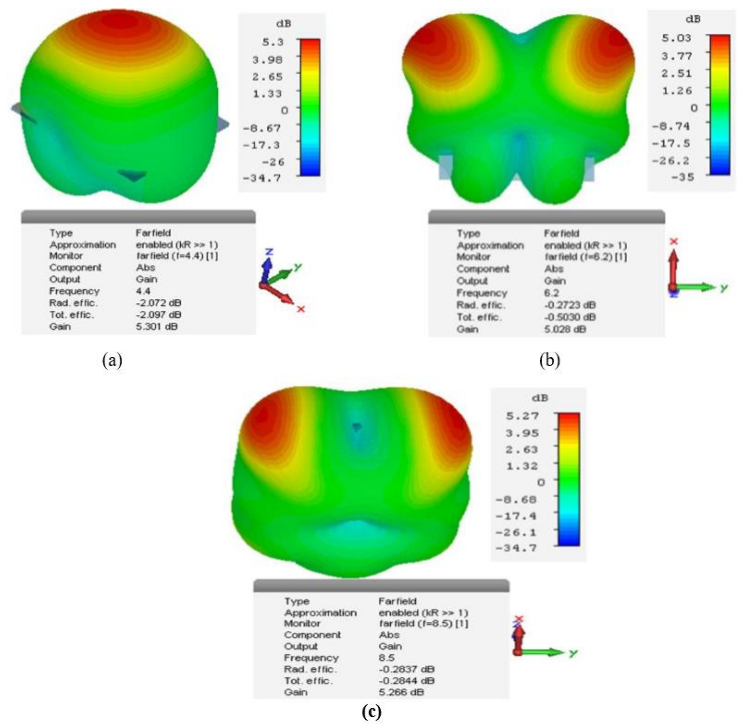 dB
5.3
3.98
2.65
1.33
0
-8.67
-17.3
-26
-34.7
Type Farfield
Approximation enabled (kR >> 1)
Monitor farfield (f=4.4) [1]
Component Abs
Output Gain
Frequency 4.4
Rad. effic. -2.072 dB
Tot. effic. -2.097 dB
Gain 5.301 dB
z
y
x
(a)
dB
5.03
3.77
2.51
1.26
0
-8.74
-17.5
-26.2
-35
Type Farfield
Approximation enabled (kR >> 1)
Monitor farfield (f=6.2) [1]
Component Abs
Output Gain
Frequency 6.2
Rad. effic. -0.2723 dB
Tot. effic. -0.5030 dB
Gain 5.028 dB
x
y
(b)
dB
5.27
3.95
2.63
1.32
0
-8.68
-17.4
-26.1
-34.7
Type Farfield
Approximation enabled (kR >> 1)
Monitor farfield (f=8.5) [1]
Component Abs
Output Gain
Frequency 8.5
Rad. effic. -0.2837 dB
Tot. effic. -0.2844 dB
Gain 5.266 dB
x
y
(c)